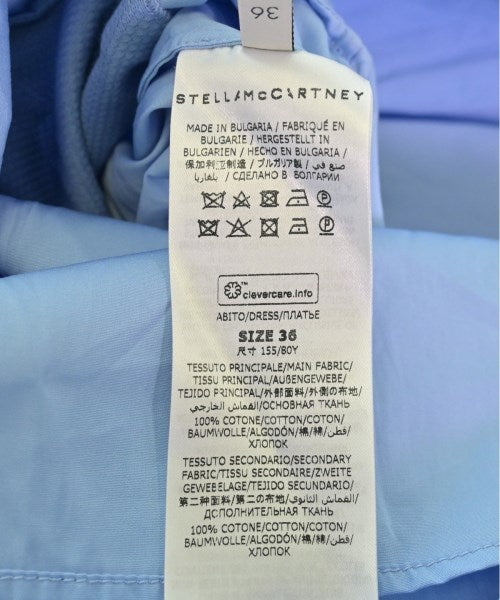 36
STELLA McCARTNEY
MADE IN BULGARIA / FABRIQUÉ EN
BULGARIE / HERGESTELLT IN
BULGARIEN / HECHO EN BULGARIA /
保加利亚制造 / ブルガリア製 / صنع في
بلغاريا / СДЕЛАНО В БОЛГАРИИ
clevercare.info
ABITO/DRESS/ПЛАТЬЕ
SIZE 36
尺寸 155/80Y
TESSUTO PRINCIPALE/MAIN FABRIC/
TISSU PRINCIPAL/AUßENGEWEBE/
TEJIDO PRINCIPAL/外部面料/外側の布地/
القماش الخارجي/ОСНОВНАЯ ТКАНЬ
100% COTONE/COTTON/COTON/
BAUMWOLLE/ALGODÓN/棉/綿/قطن/
ХЛОПОК
TESSUTO SECONDARIO/SECONDARY
FABRIC/TISSU SECONDAIRE/ZWEITE
GEWEBELAGE/TEJIDO SECUNDARIO/
第二种面料/第二の布地/القماش الثانوي/
ДОПОЛНИТЕЛЬНАЯ ТКАНЬ
100% COTONE/COTTON/COTON/
BAUMWOLLE/ALGODÓN/棉/綿/قطن/
ХЛОПОК